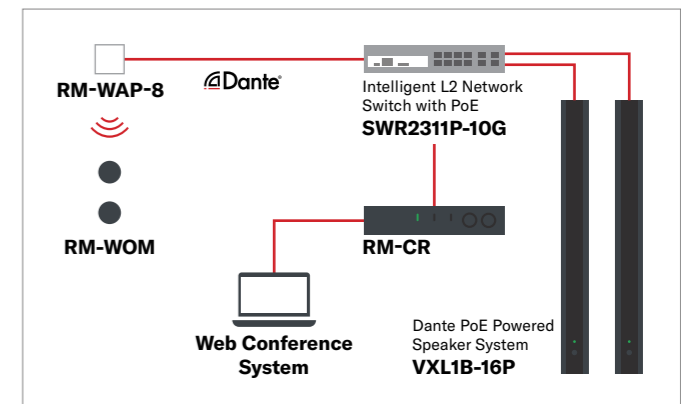 RM-WAP-8
Dante
Intelligent L2 Network
Switch with PoE
SWR2311P-10G
RM-WOM
RM-CR
Web Conference
System
Dante PoE Powered
Speaker System
VXL1B-16P